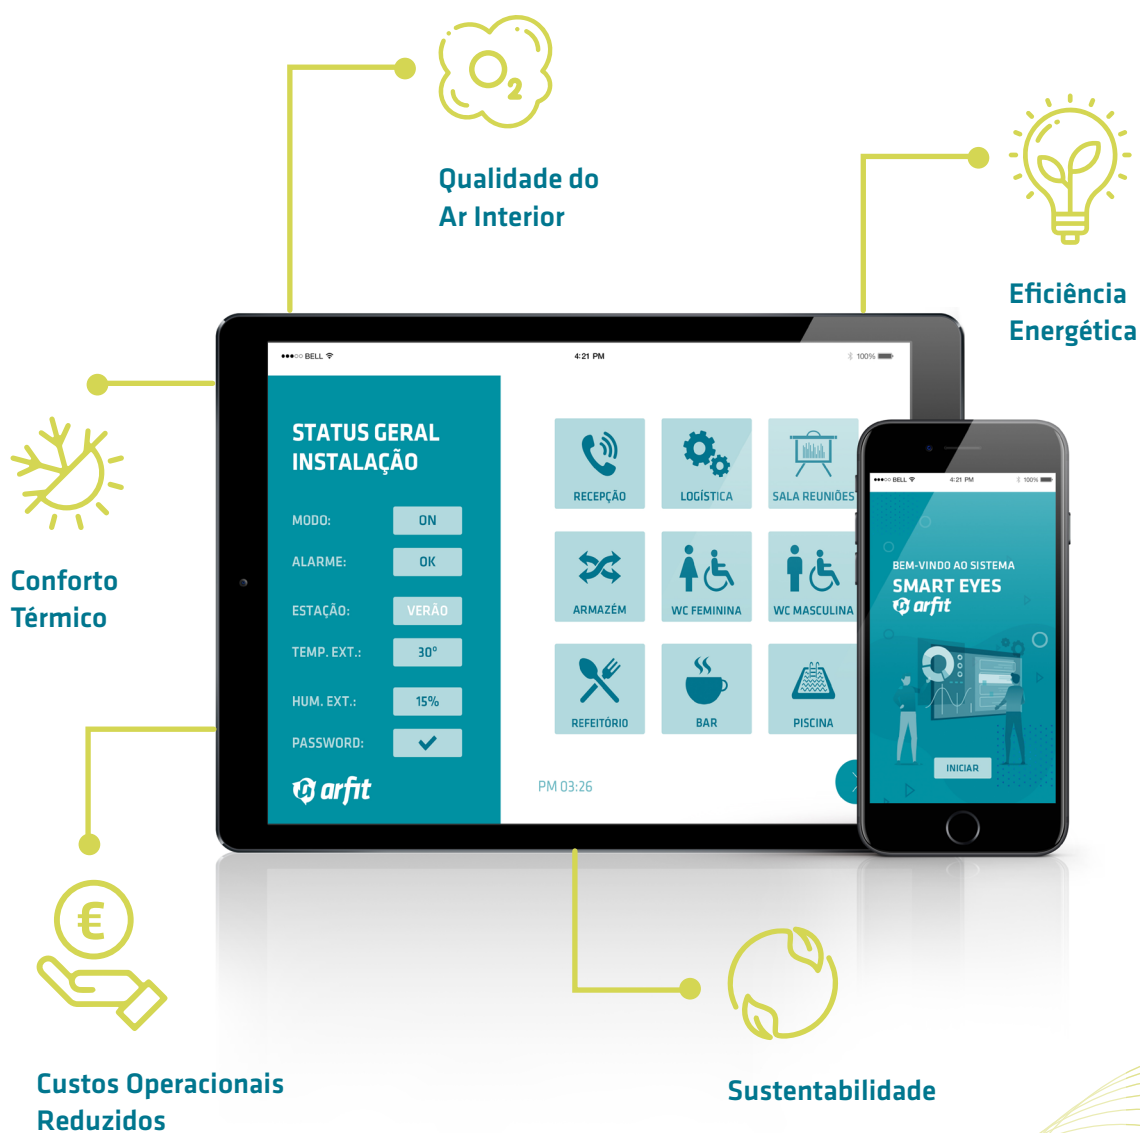 O2
Qualidade do
Ar Interior
Eficiência
Energética
BELL
4:21 PM
100%
STATUS GERAL
INSTALAÇÃO
MODO: ON
ALARME: OK
ESTAÇÃO: VERÃO
TEMP. EXT.: 30°
HUM. EXT.: 15%
PASSWORD:
arfit
RECEPÇÃO
LOGÍSTICA
SALA REUNIÕES
ARMAZÉM
WC FEMININA
WC MASCULINA
REFEITÓRIO
BAR
PISCINA
PM 03:26
BELL
4:21 PM
100%
BEM-VINDO AO SISTEMA
SMART EYES
arfit
INICIAR
Conforto
Térmico
€
Custos Operacionais
Reduzidos
Sustentabilidade